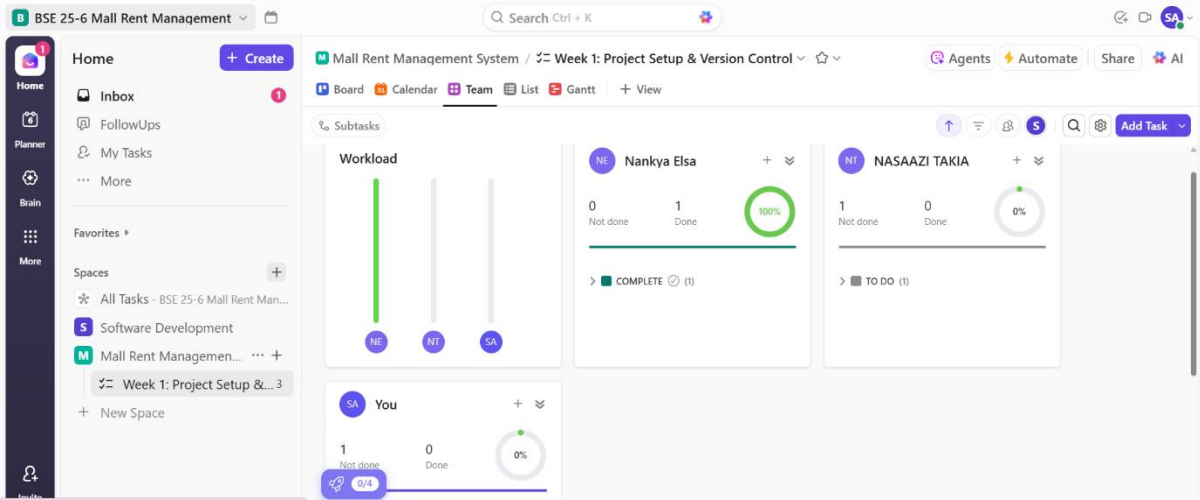 B BSE 25-6 Mall Rent Management
Search Ctrl + K
SA
1
Home
Planner
Brain
More
Invite
Home
+ Create
Inbox 1
FollowUps
My Tasks
More
Favorites
Spaces
All Tasks - BSE 25-6 Mall Rent Man...
S Software Development
M Mall Rent Managemen...
Week 1: Project Setup &... 3
+ New Space
M Mall Rent Management System / Week 1: Project Setup & Version Control
Agents Automate Share AI
Board 31 Calendar Team List Gantt + View
Subtasks
S Add Task
Workload
NE NT SA
NE Nankya Elsa
0 1 100%
Not done Done
COMPLETE (1)
NT NASAAZI TAKIA
1 0 0%
Not done Done
TO DO (1)
SA You
1 0 0%
Not done Done
0/4